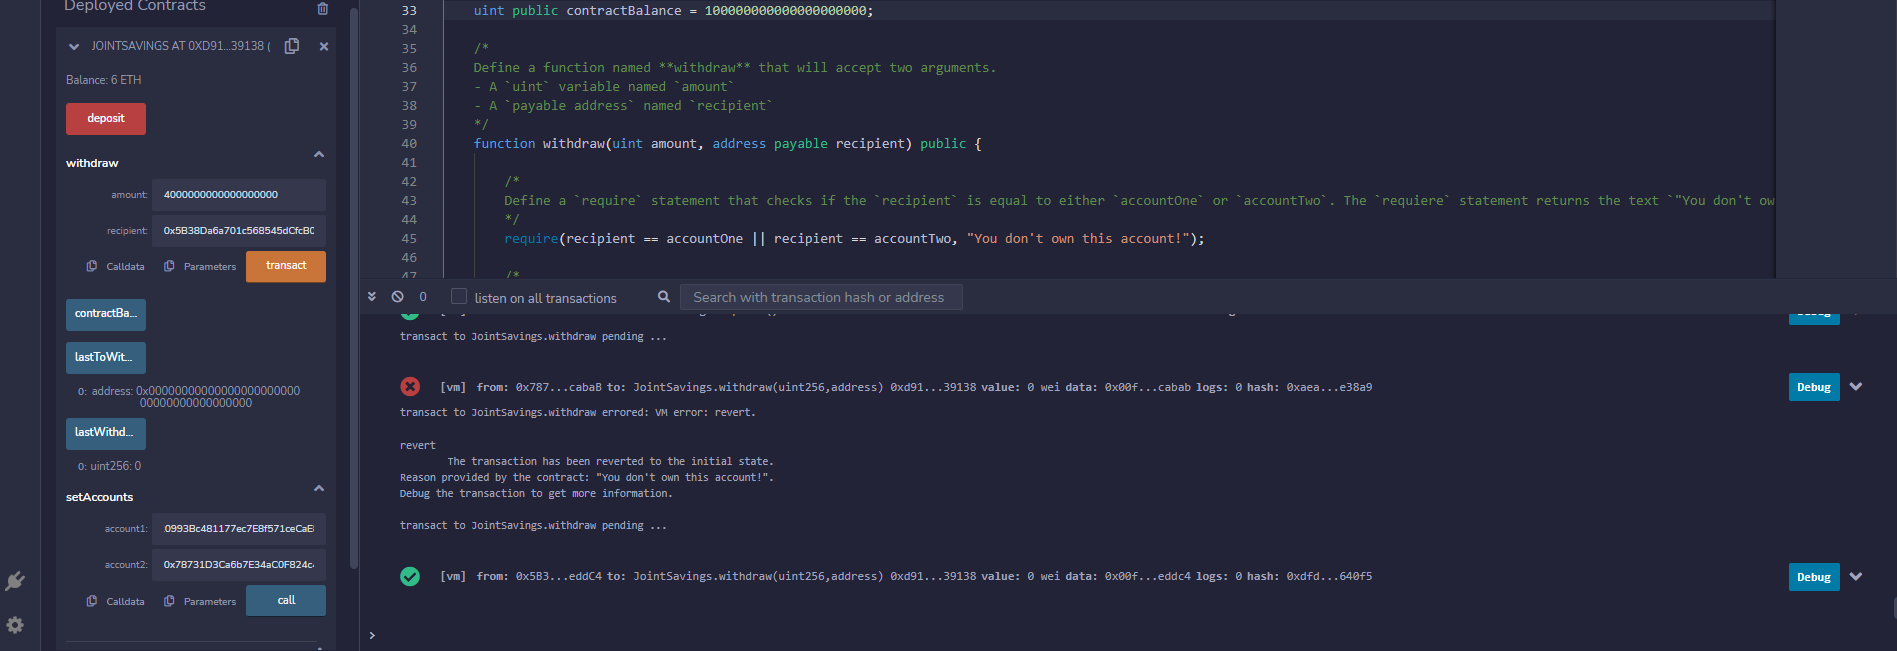 Deployed Contracts
JOINTSAVINGS AT 0XD91...39138 (
Balance: 6 ETH
deposit
withdraw
amount: 4000000000000000000
recipient: 0x5B38Da6a701c568545dCfcB0
Calldata Parameters transact
contractBa...
lastToWit...
0: address: 0x00000000000000000000000
00000000000000000
lastWithd...
0: uint256: 0
setAccounts
account1: 0993Bc481177ec7E8f571ceCaE
account2: 0x78731D3Ca6b7E34aC0F824c
Calldata Parameters call
33 uint public contractBalance = 100000000000000000000;
34
35 /*
36 Define a function named **withdraw** that will accept two arguments.
37 - A `uint` variable named `amount`
38 - A `payable address` named `recipient`
39 */
40 function withdraw(uint amount, address payable recipient) public {
41
42 /*
43 Define a `require` statement that checks if the `recipient` is equal to either `accountOne` or `accountTwo`. The `requiere` statement returns the text `"You don't ow
44 */
45 require(recipient == accountOne || recipient == accountTwo, "You don't own this account!");
46
47 /*
0 listen on all transactions Search with transaction hash or address
transact to JointSavings.withdraw pending ...
[vm] from: 0x787...cabaB to: JointSavings.withdraw(uint256,address) 0xd91...39138 value: 0 wei data: 0x00f...cabab logs: 0 hash: 0xaea...e38a9 Debug
transact to JointSavings.withdraw errored: VM error: revert.
revert
The transaction has been reverted to the initial state.
Reason provided by the contract: "You don't own this account!".
Debug the transaction to get more information.
transact to JointSavings.withdraw pending ...
[vm] from: 0x5B3...eddC4 to: JointSavings.withdraw(uint256,address) 0xd91...39138 value: 0 wei data: 0x00f...eddc4 logs: 0 hash: 0xdfd...640f5 Debug
>